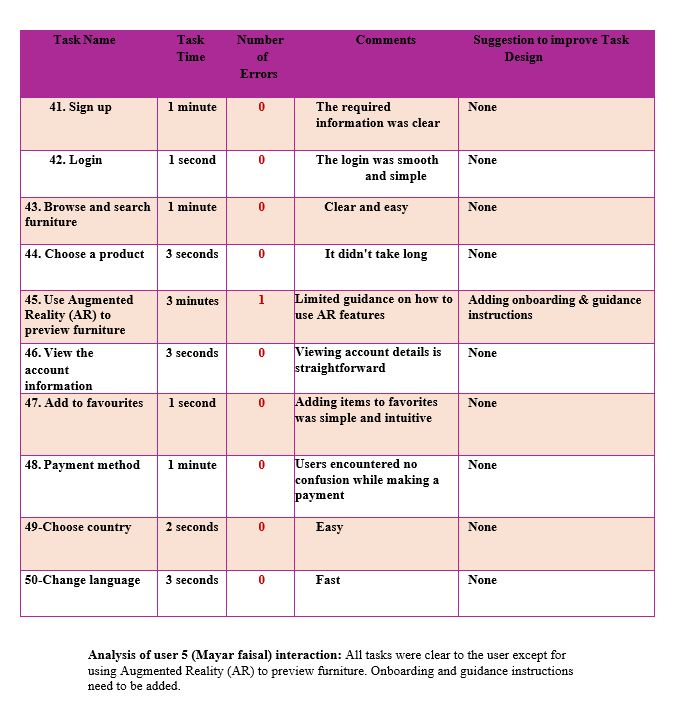 Task Name
Task
Time
Number
of
Errors
Comments
Suggestion to improve Task
Design
41. Sign up
1 minute
0
The required
information was clear
None
42. Login
1 second
0
The login was smooth
and simple
None
43. Browse and search
furniture
1 minute
0
Clear and easy
None
44. Choose a product
3 seconds
0
It didn't take long
None
45. Use Augmented
Reality (AR) to
preview furniture
3 minutes
1
Limited guidance on how to
use AR features
Adding onboarding & guidance
instructions
46. View the
account
information
3 seconds
0
Viewing account details is
straightforward
None
47. Add to favourites
1 second
0
Adding items to favorites
was simple and intuitive
None
48. Payment method
1 minute
0
Users encountered no
confusion while making a
payment
None
49-Choose country
2 seconds
0
Easy
None
50-Change language
3 seconds
0
Fast
None
Analysis of user 5 (Mayar faisal) interaction: All tasks were clear to the user except for
using Augmented Reality (AR) to preview furniture. Onboarding and guidance instructions
need to be added.